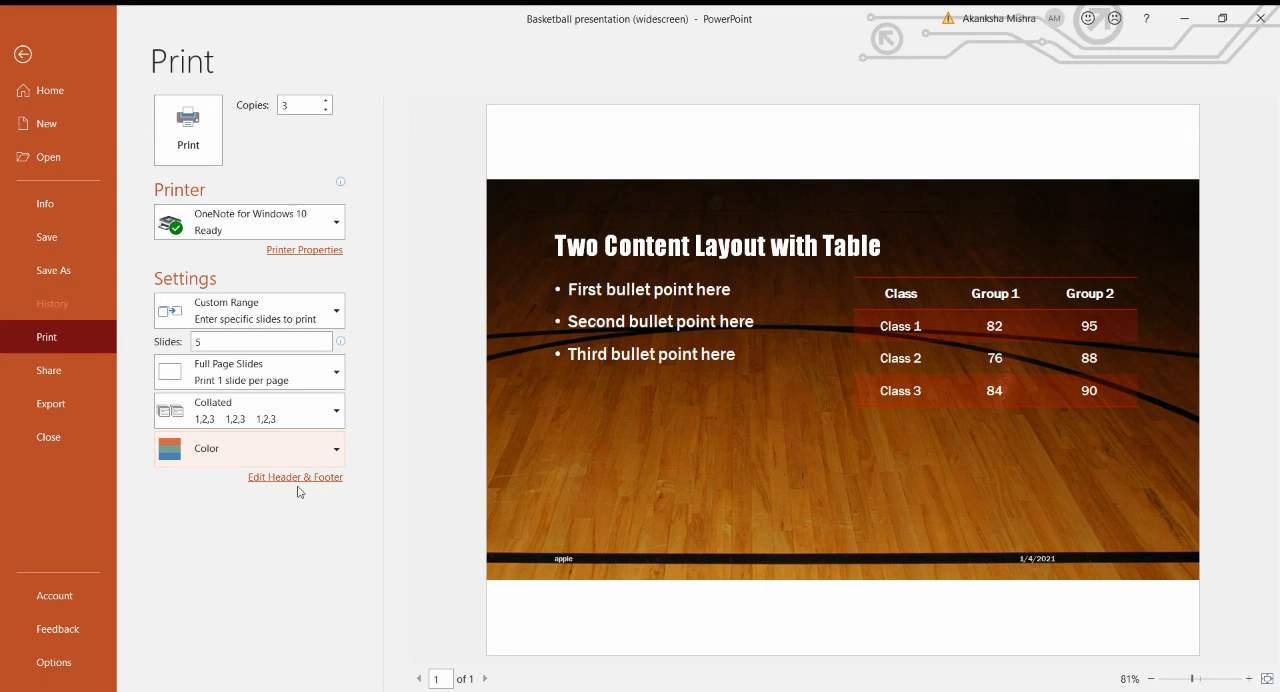 Basketball presentation (widescreen) - PowerPoint
Akanksha Mishra AM ?
Print
Home
New
Open
Info
Save
Save As
History
Print
Share
Export
Close
Account
Feedback
Options
Print
Copies: 3
Printer
OneNote for Windows 10
Ready
Printer Properties
Settings
Custom Range
Enter specific slides to print
Slides: 5
Full Page Slides
Print 1 slide per page
Collated
1,2,3 1,2,3 1,2,3
Color
Edit Header & Footer
Two Content Layout with Table
• First bullet point here
• Second bullet point here
• Third bullet point here
Class Group 1 Group 2
Class 1 82 95
Class 2 76 88
Class 3 84 90
apple 1/4/2021
1 of 1
81%